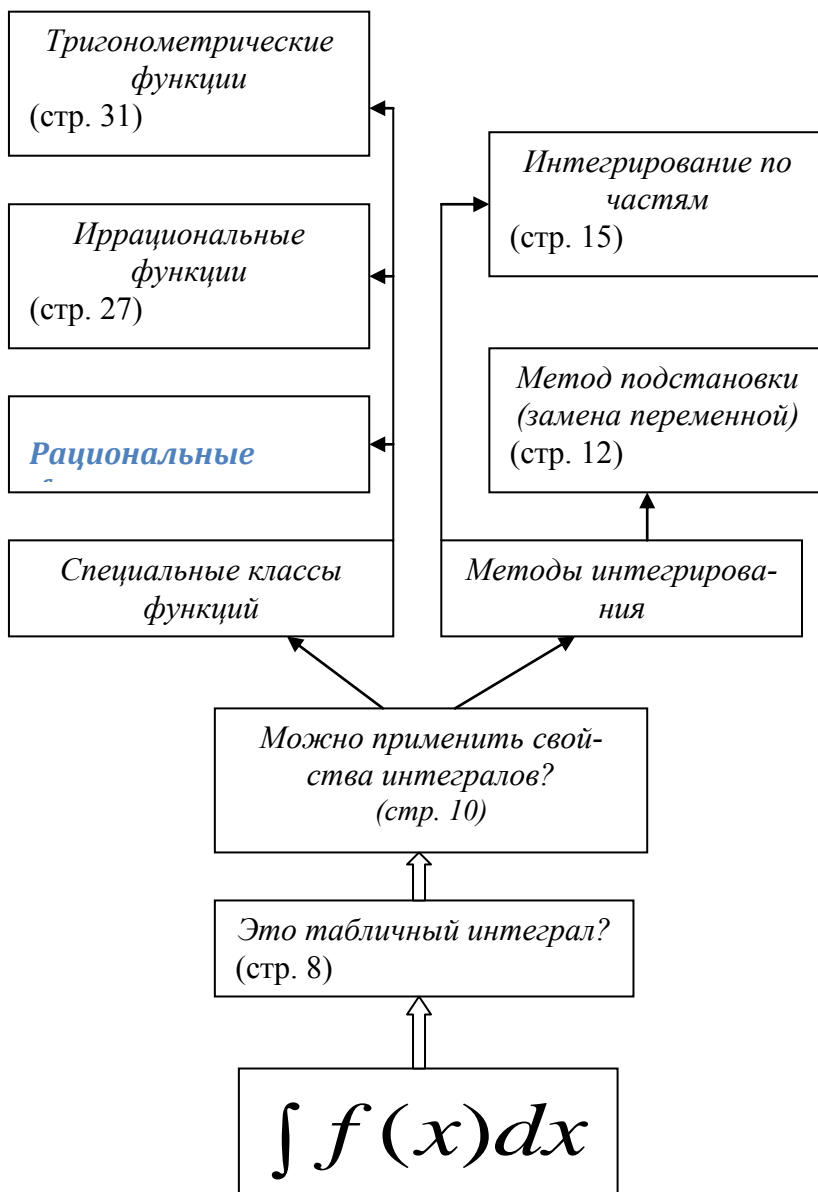 Тригонометрические
функции
(стр. 31)
Интегрирование по
частям
(стр. 15)
Иррациональные
функции
(стр. 27)
Метод подстановки
(замена переменной)
(стр. 12)
Рациональные
Специальные классы
функций
Методы интегрирова-
ния
Можно применить свой-
ства интегралов?
(стр. 10)
Это табличный интеграл?
(стр. 8)
∫ f (x)dx